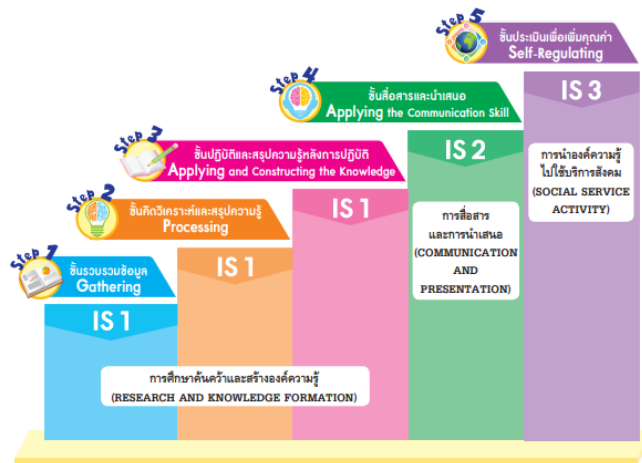 Step 1
ขั้นรวบรวมข้อมูล
Gathering
IS 1
Step 2
ขั้นคิดวิเคราะห์และสรุปความรู้
Processing
IS 1
Step 3
ขั้นปฏิบัติและสรุปความรู้หลังการปฏิบัติ
Applying and Constructing the Knowledge
IS 1
การศึกษาค้นคว้าและสร้างองค์ความรู้
(RESEARCH AND KNOWLEDGE FORMATION)
Step 4
ขั้นสื่อสารและนำเสนอ
Applying the Communication Skill
IS 2
การสื่อสาร
และการนำเสนอ
(COMMUNICATION
AND
PRESENTATION)
Step 5
ขั้นประเมินเพื่อเพิ่มคุณค่า
Self-Regulating
IS 3
การนำองค์ความรู้
ไปใช้บริการสังคม
(SOCIAL SERVICE
ACTIVITY)